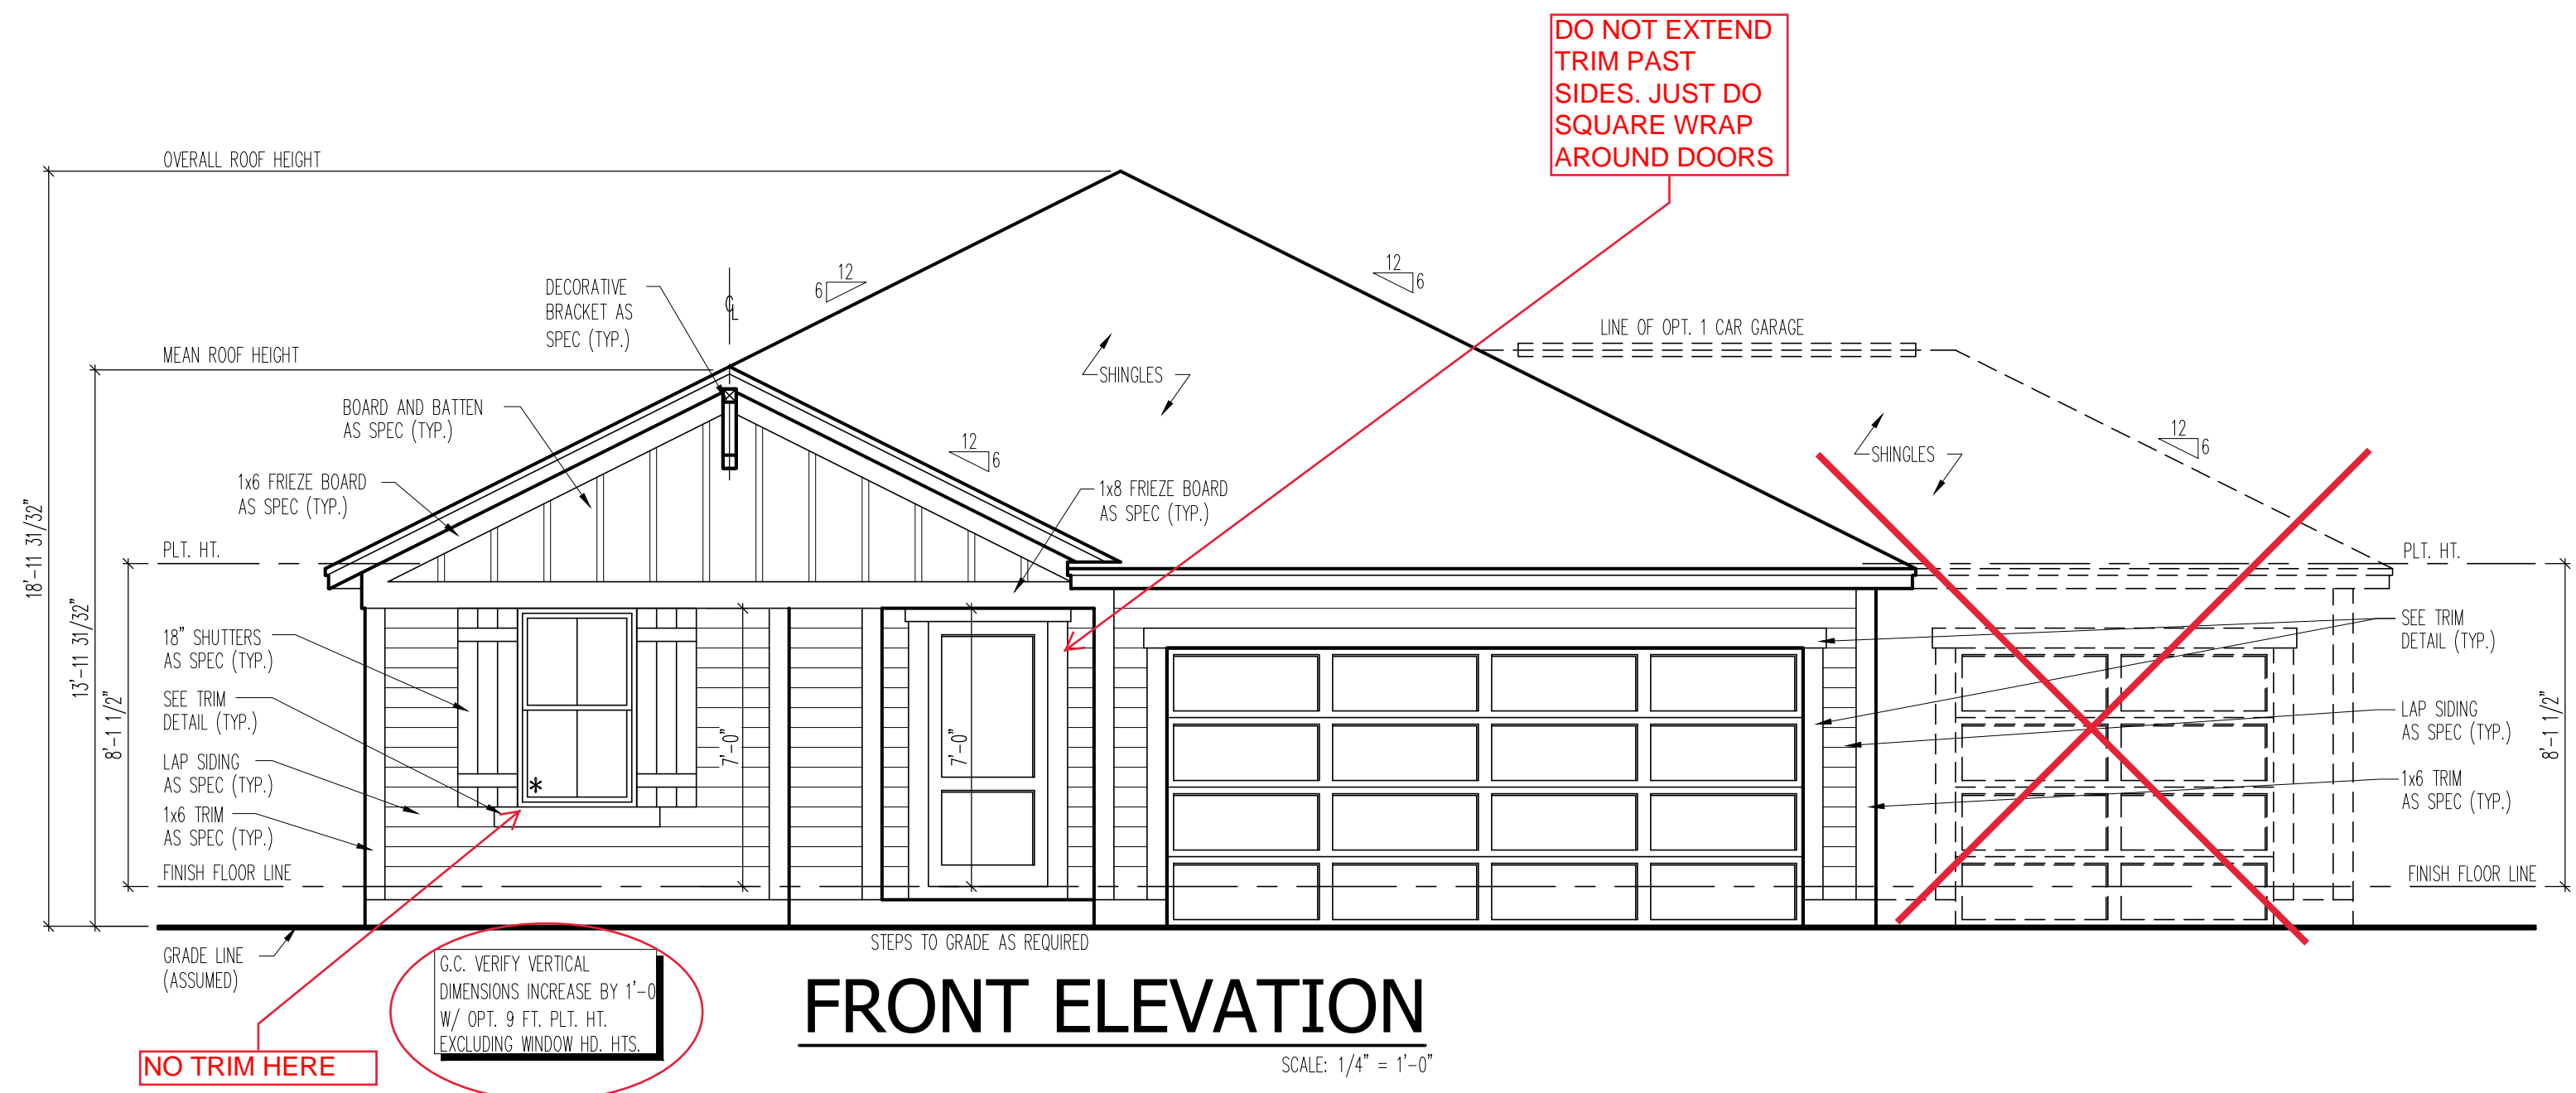 DO NOT EXTEND
TRIM PAST
SIDES. JUST DO
SQUARE WRAP
AROUND DOORS
OVERALL ROOF HEIGHT
12
6
12
6
DECORATIVE
BRACKET AS
SPEC (TYP.)
℄
LINE OF OPT. 1 CAR GARAGE
MEAN ROOF HEIGHT
SHINGLES
BOARD AND BATTEN
AS SPEC (TYP.)
12
6
12
6
SHINGLES
1x6 FRIEZE BOARD
AS SPEC (TYP.)
1x8 FRIEZE BOARD
AS SPEC (TYP.)
18'-11 31/32"
13'-11 31/32"
8'-1 1/2"
PLT. HT.
PLT. HT.
18" SHUTTERS
AS SPEC (TYP.)
SEE TRIM
DETAIL (TYP.)
LAP SIDING
AS SPEC (TYP.)
1x6 TRIM
AS SPEC (TYP.)
FINISH FLOOR LINE
7'-0"
7'-0"
*
SEE TRIM
DETAIL (TYP.)
LAP SIDING
AS SPEC (TYP.)
1x6 TRIM
AS SPEC (TYP.)
8'-1 1/2"
FINISH FLOOR LINE
GRADE LINE
(ASSUMED)
STEPS TO GRADE AS REQUIRED
G.C. VERIFY VERTICAL
DIMENSIONS INCREASE BY 1'-0
W/ OPT. 9 FT. PLT. HT.
EXCLUDING WINDOW HD. HTS.
NO TRIM HERE
FRONT ELEVATION
SCALE: 1/4" = 1'-0"